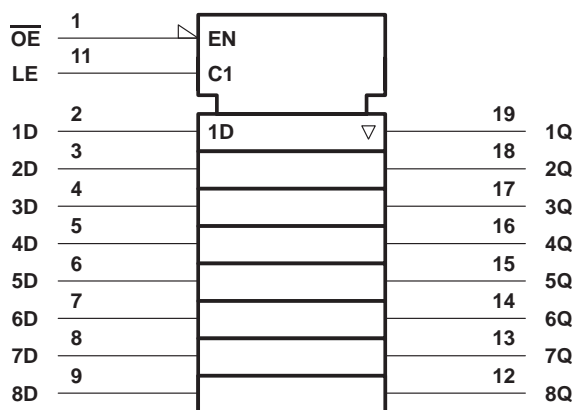 OE 1 EN
LE 11 C1
1D 2 1D 19 1Q
2D 3 18 2Q
3D 4 17 3Q
4D 5 16 4Q
5D 6 15 5Q
6D 7 14 6Q
7D 8 13 7Q
8D 9 12 8Q